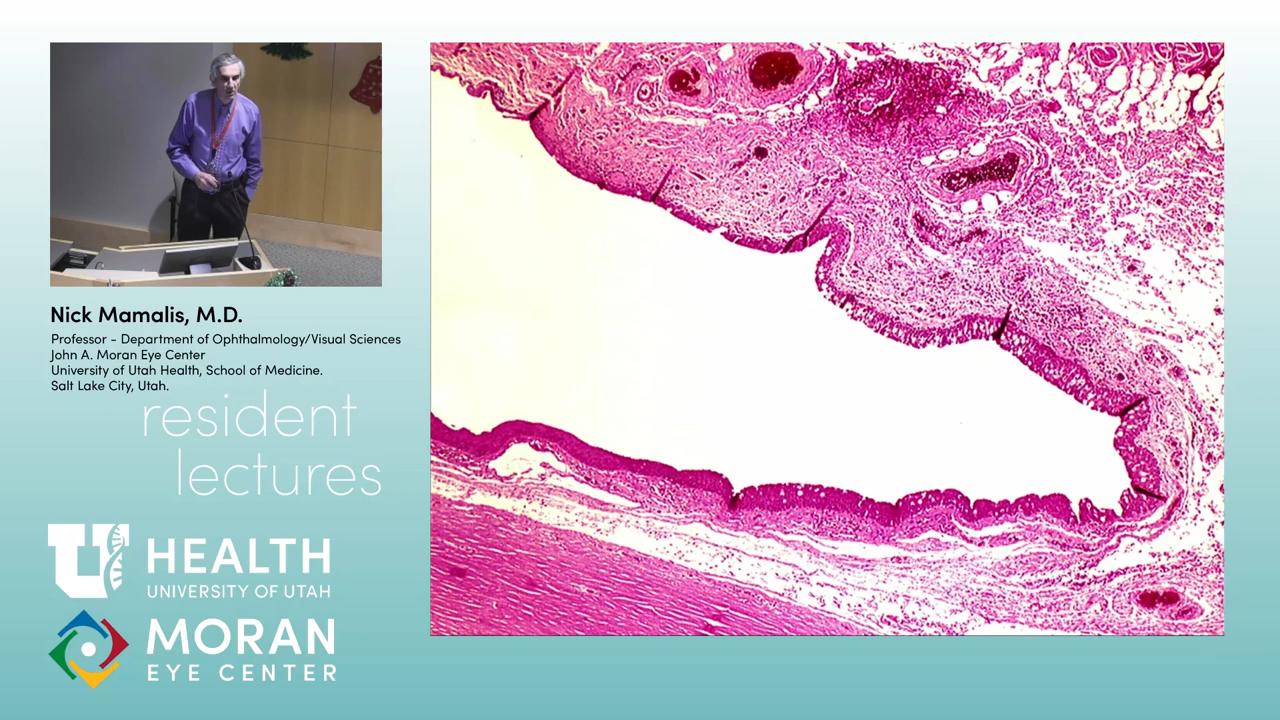 Nick Mamalis, M.D.
Professor - Department of Ophthalmology/Visual Sciences
John A. Moran Eye Center
University of Utah Health, School of Medicine.
Salt Lake City, Utah.
resident
lectures
U HEALTH
UNIVERSITY OF UTAH
MORAN
EYE CENTER